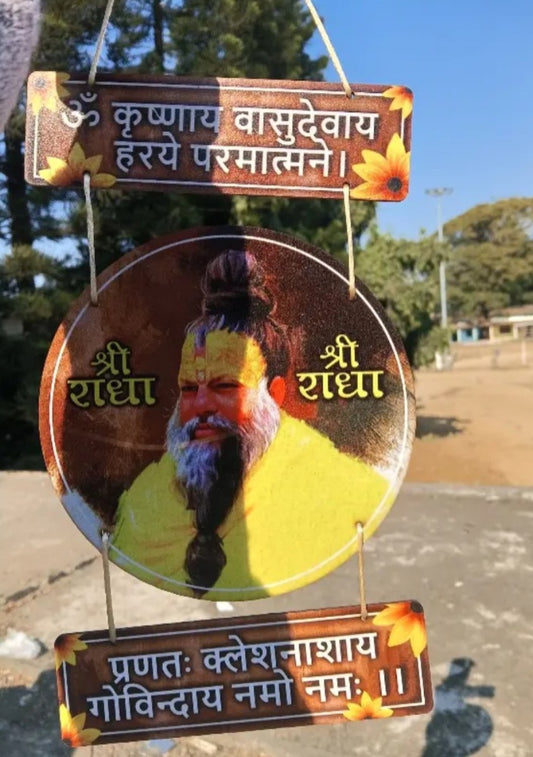 ॐ कृष्णाय वासुदेवाय
हरये परमात्मने।
श्री
राधा
श्री
राधा
प्रणतः क्लेशनाशाय
गोविन्दाय नमो नमः ।।